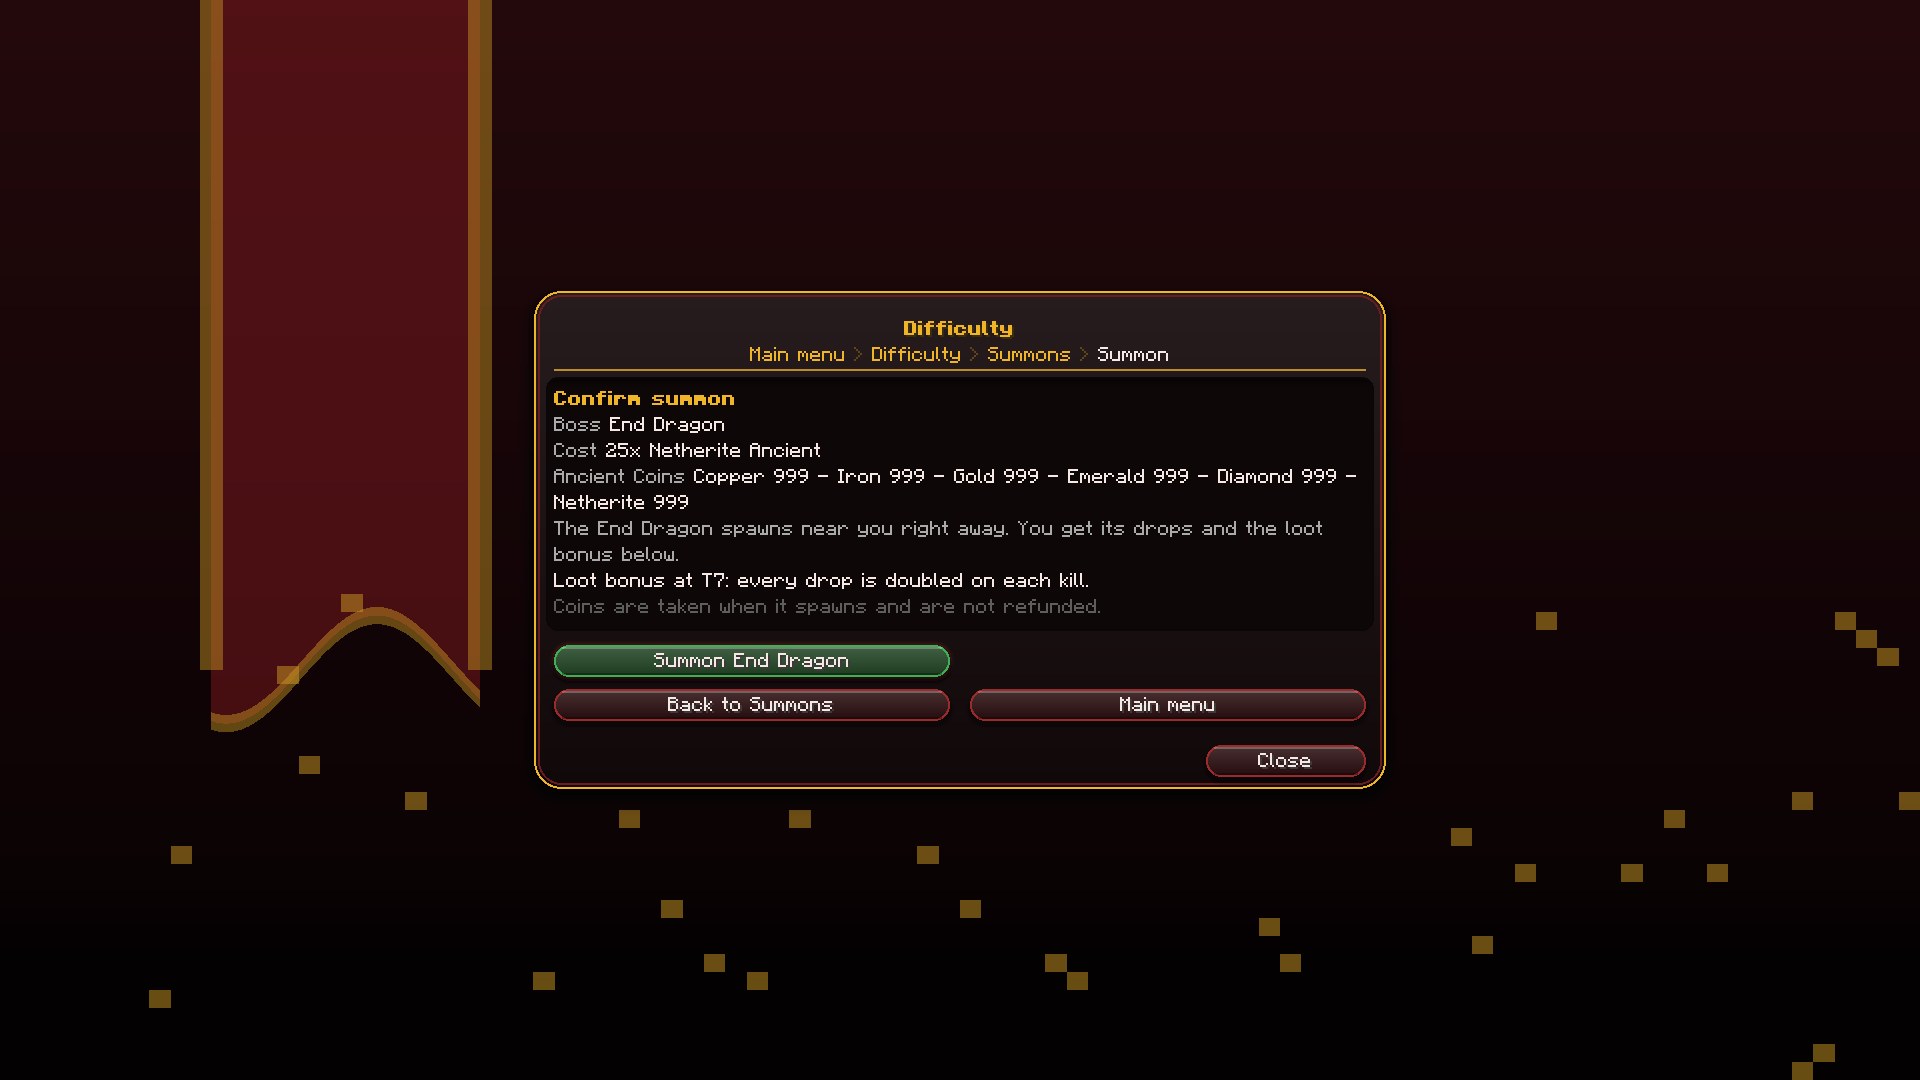 Difficulty
Main menu > Difficulty > Summons > Summon
Confirm summon
Boss End Dragon
Cost 25x Netherite Ancient
Ancient Coins Copper 999 - Iron 999 - Gold 999 - Emerald 999 - Diamond 999 -
Netherite 999
The End Dragon spawns near you right away. You get its drops and the loot
bonus below.
Loot bonus at T7: every drop is doubled on each kill.
Coins are taken when it spawns and are not refunded.
Summon End Dragon
Back to Summons
Main menu
Close